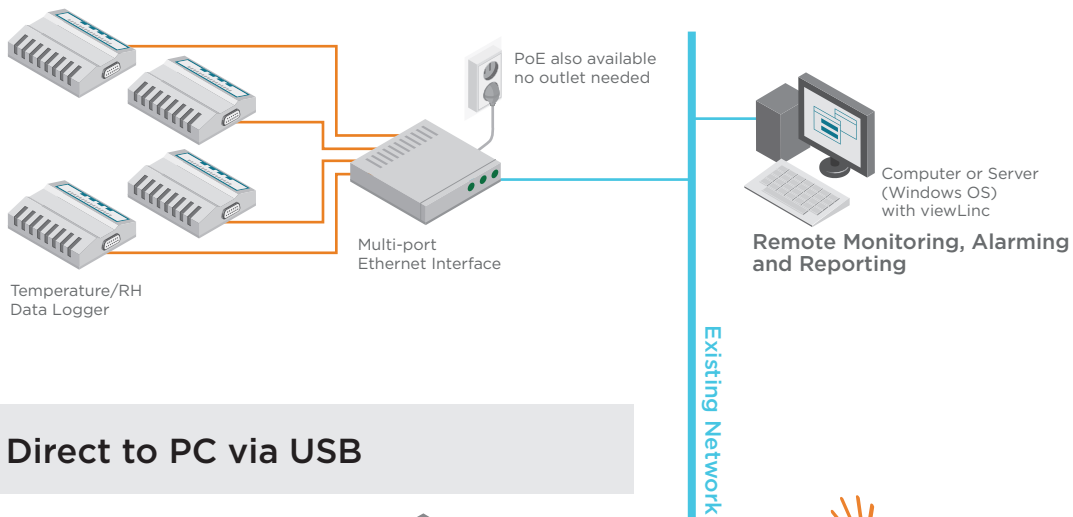 PoE also available
no outlet needed
Computer or Server
(Windows OS)
with viewLinc
Remote Monitoring, Alarming
and Reporting
Multi-port
Ethernet Interface
Temperature/RH
Data Logger
Existing Network
Direct to PC via USB